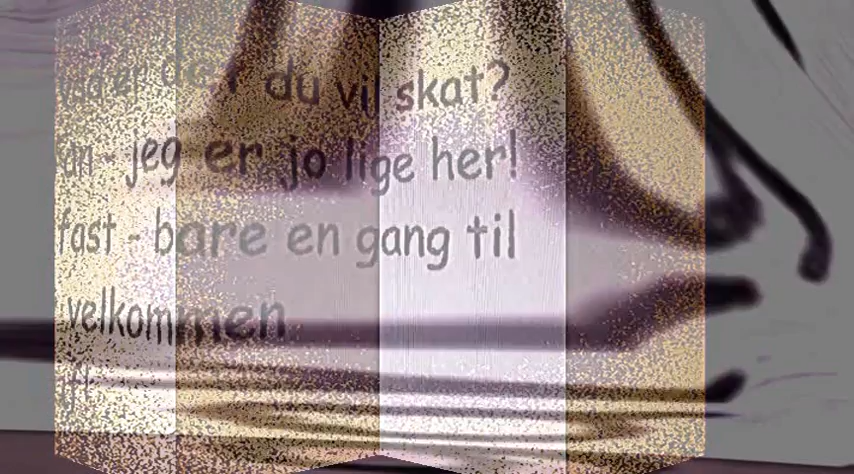 du vil skat?
- jeg er jo lige her!
fast - bare en gang til
velkommen